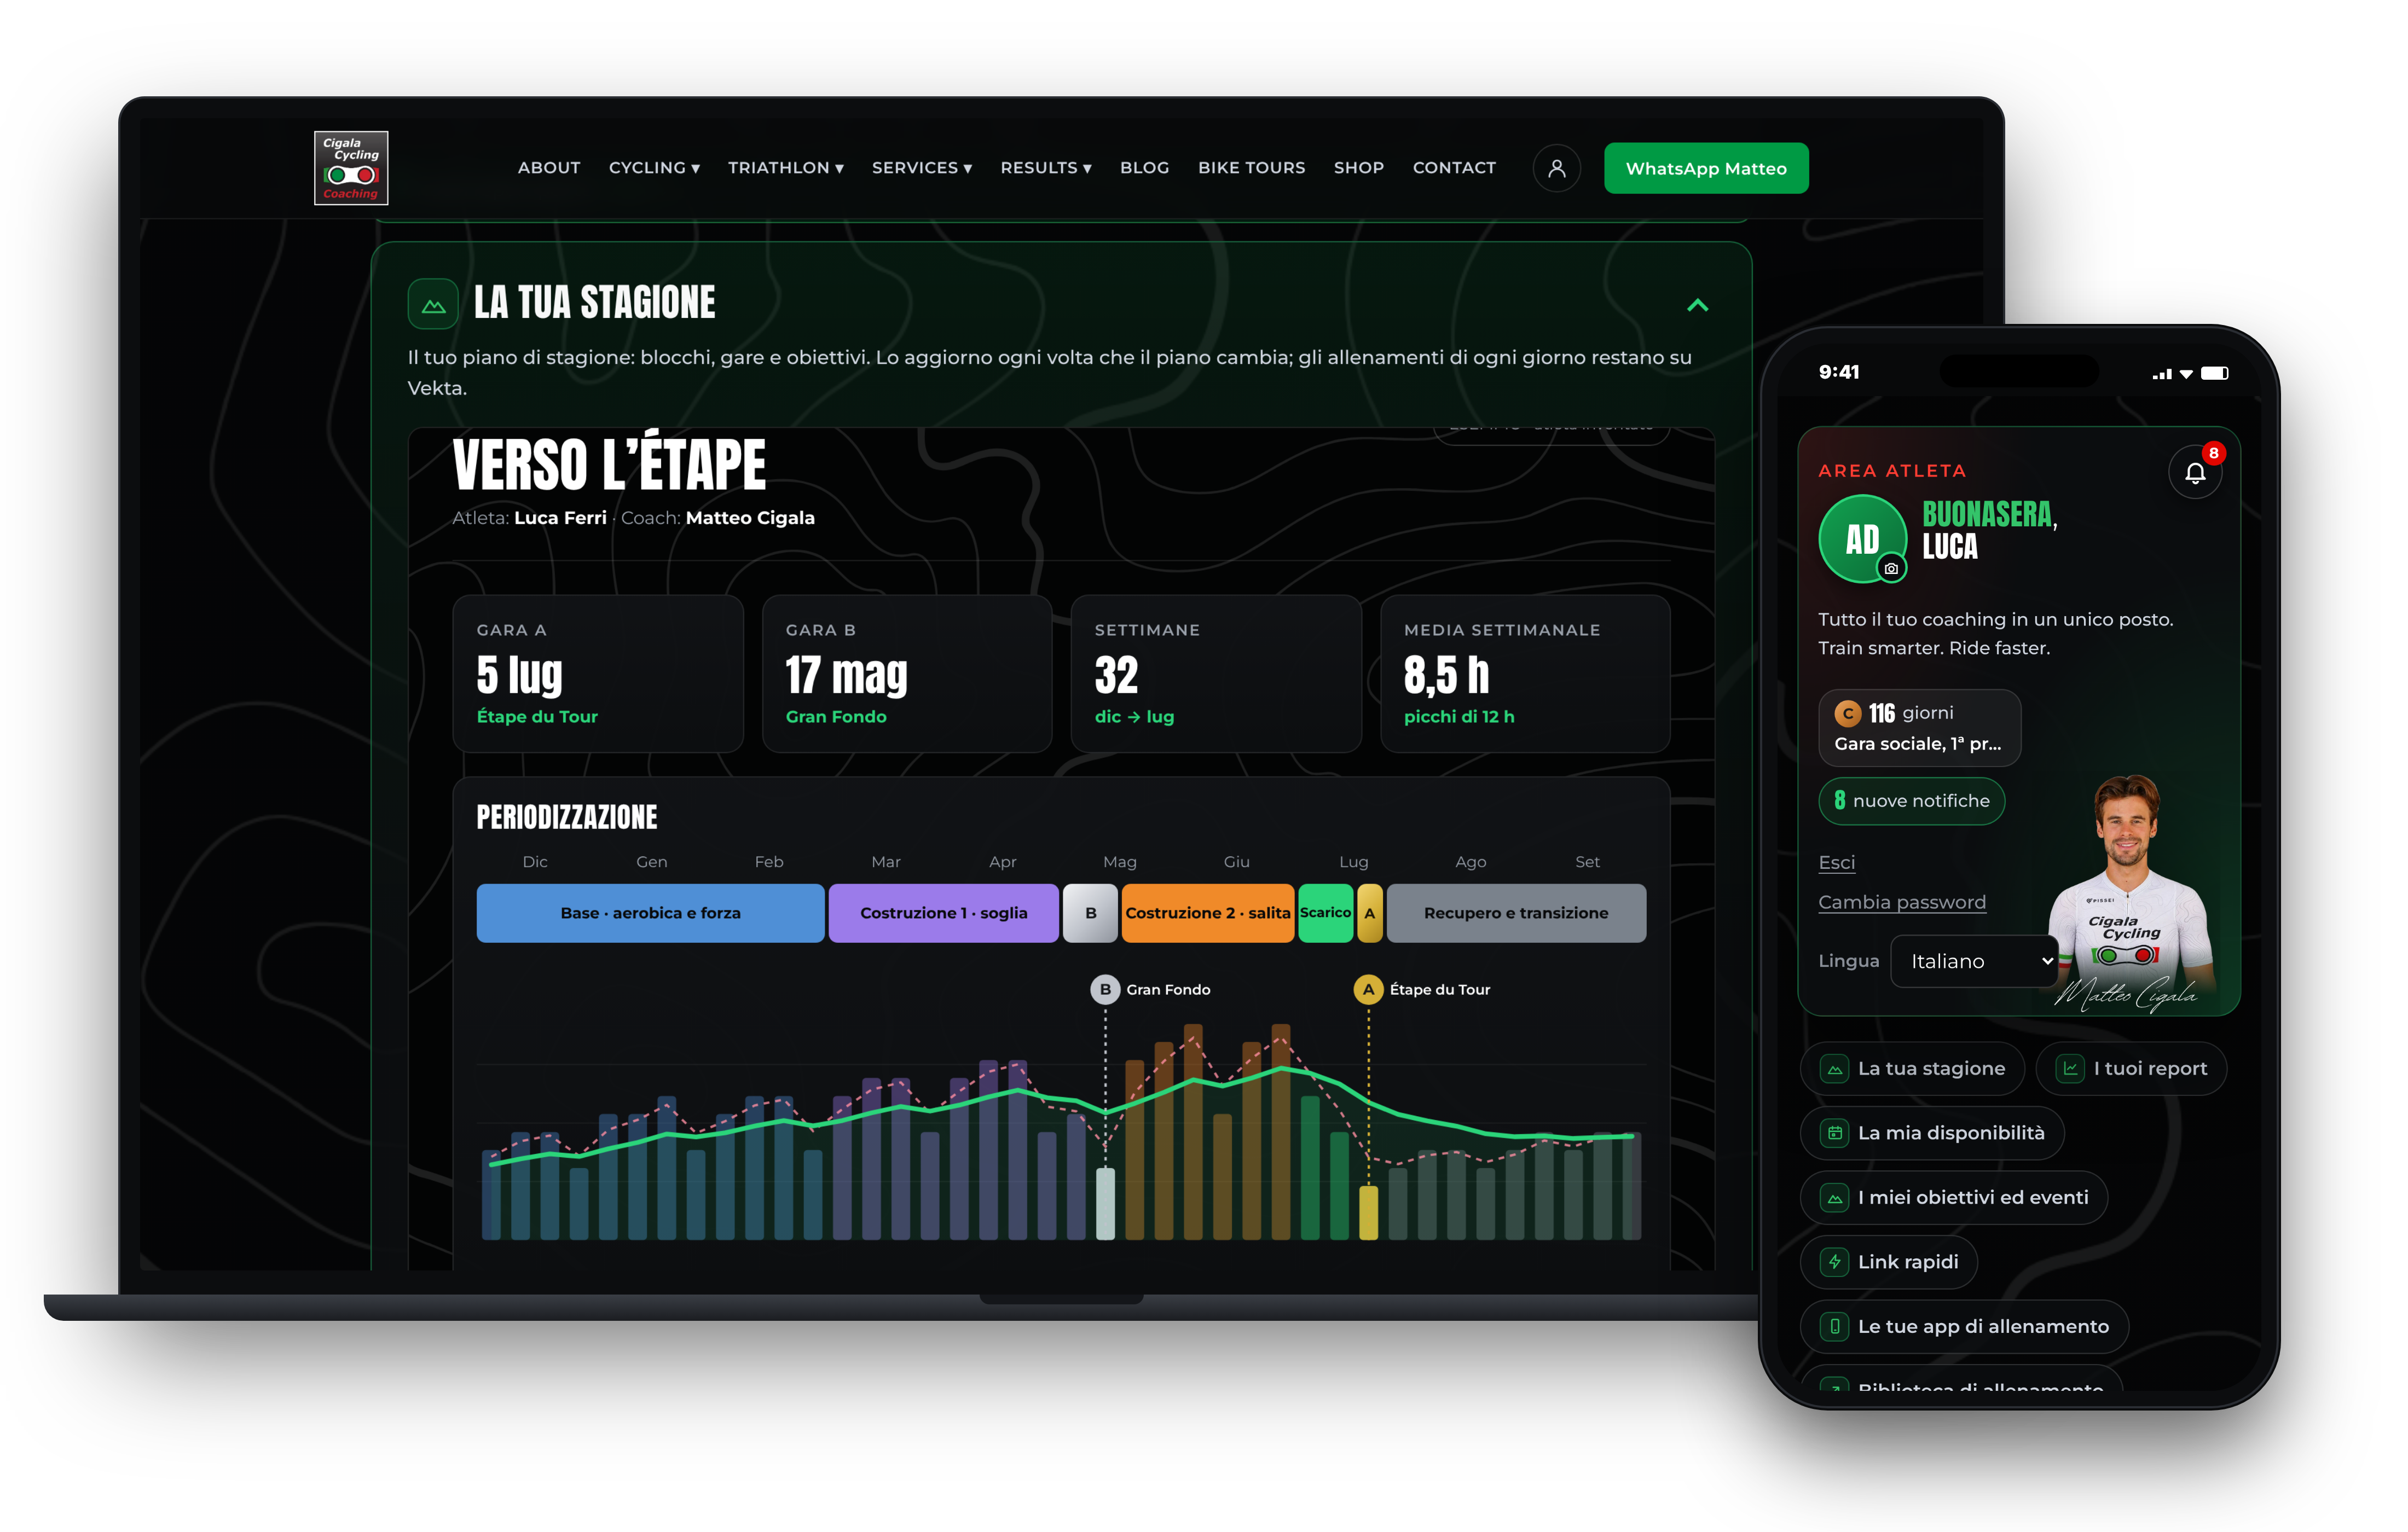 Cigala
Cycling
Coaching
ABOUT
CYCLING ▾
TRIATHLON ▾
SERVICES ▾
RESULTS ▾
BLOG
BIKE TOURS
SHOP
CONTACT
WhatsApp Matteo
LA TUA STAGIONE
Il tuo piano di stagione: blocchi, gare e obiettivi. Lo aggiorno ogni volta che il piano cambia; gli allenamenti di ogni giorno restano su
Vekta.
VERSO L'ÉTAPE
Atleta: Luca Ferri · Coach: Matteo Cigala
GARA A
5 lug
Étape du Tour
GARA B
17 mag
Gran Fondo
SETTIMANE
32
dic → lug
MEDIA SETTIMANALE
8,5 h
picchi di 12 h
PERIODIZZAZIONE
Dic Gen Feb Mar Apr Mag Giu Lug Ago Set
Base · aerobica e forza
Costruzione 1 · soglia
B
Costruzione 2 · salita
Scarico
A
Recupero e transizione
B Gran Fondo
A Étape du Tour
9:41
AREA ATLETA
8
AD
BUONASERA,
LUCA
Tutto il tuo coaching in un unico posto.
Train smarter. Ride faster.
C 116 giorni
Gara sociale, 1ª pr...
8 nuove notifiche
Esci
Cambia password
Lingua
Italiano
PISSEI
Cigala
Cycling
Matteo Cigala
La tua stagione
I tuoi report
La mia disponibilità
I miei obiettivi ed eventi
Link rapidi
Le tue app di allenamento
Biblioteca di allenamento